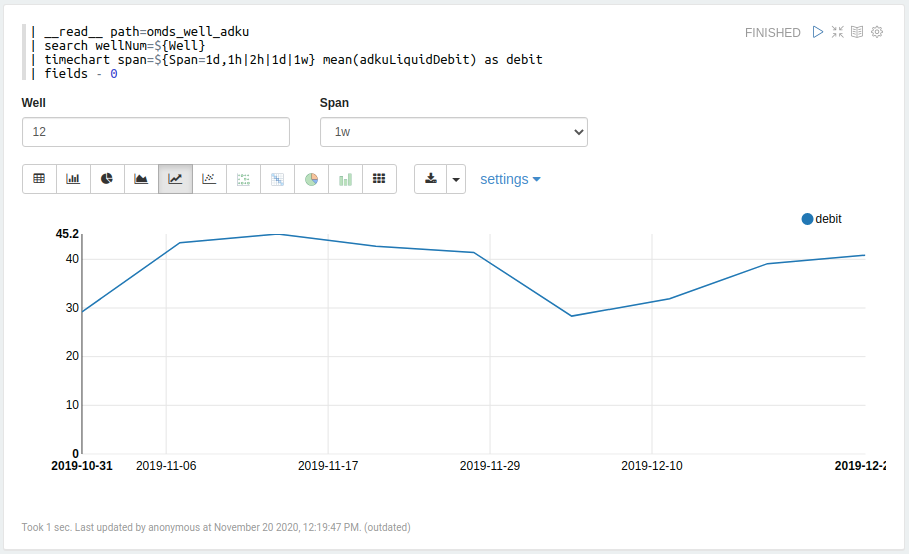 | __read__ path=omds_well_adku
FINISHED
| search wellNum=${Well}
| timechart span=${Span=1d,1h|2h|1d|1w} mean(adkuLiquidDebit) as debit
| fields - 0
Well Span
12 1w
settings
debit
45.2
40
30
20
10
0
2019-10-31 2019-11-06 2019-11-17 2019-11-29 2019-12-10 2019-12-2
Took 1 sec. Last updated by anonymous at November 20 2020, 12:19:47 PM. (outdated)